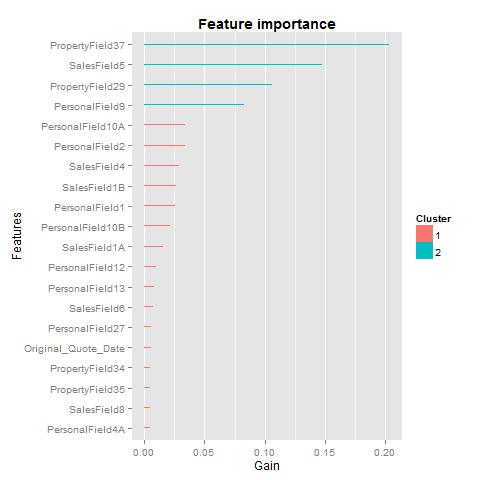 Feature importance
PropertyField37
SalesField5
PropertyField29
PersonalField9
PersonalField10A
PersonalField2
SalesField4
SalesField1B
PersonalField1
PersonalField10B
SalesField1A
PersonalField12
PersonalField13
SalesField6
PersonalField27
Original_Quote_Date
PropertyField34
PropertyField35
SalesField8
PersonalField4A
Features
0.00 0.05 0.10 0.15 0.20
Gain
Cluster
1
2